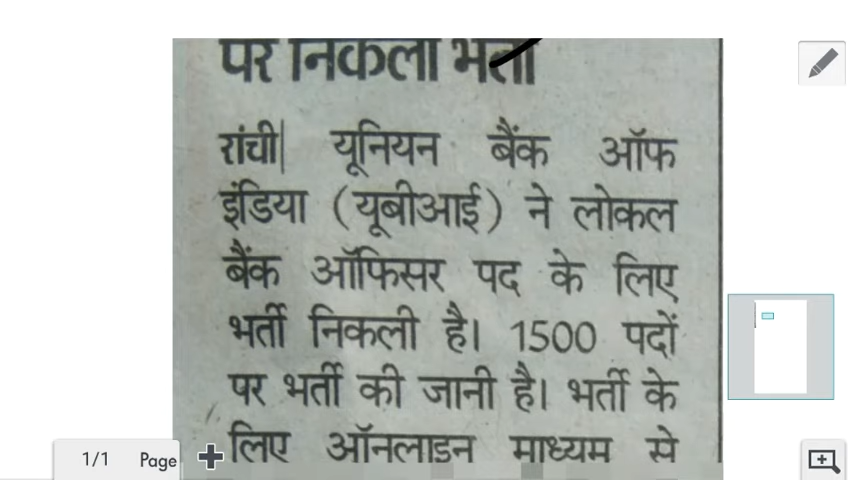 पर निकली भर्ती
रांची| यूनियन बैंक ऑफ
इंडिया (यूबीआई) ने लोकल
बैंक ऑफिसर पद के लिए
भर्ती निकली है। 1500 पदों
पर भर्ती की जानी है। भर्ती के
लिए ऑनलाइन माध्यम से
1/1 Page